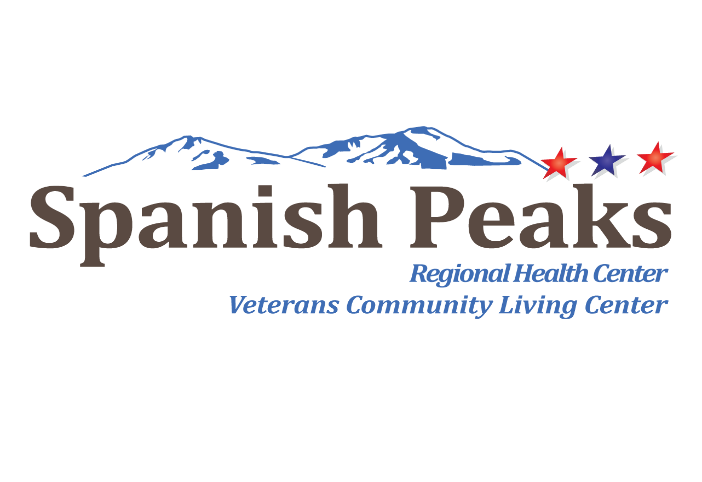 Spanish Peaks
Regional Health Center
Veterans Community Living Center